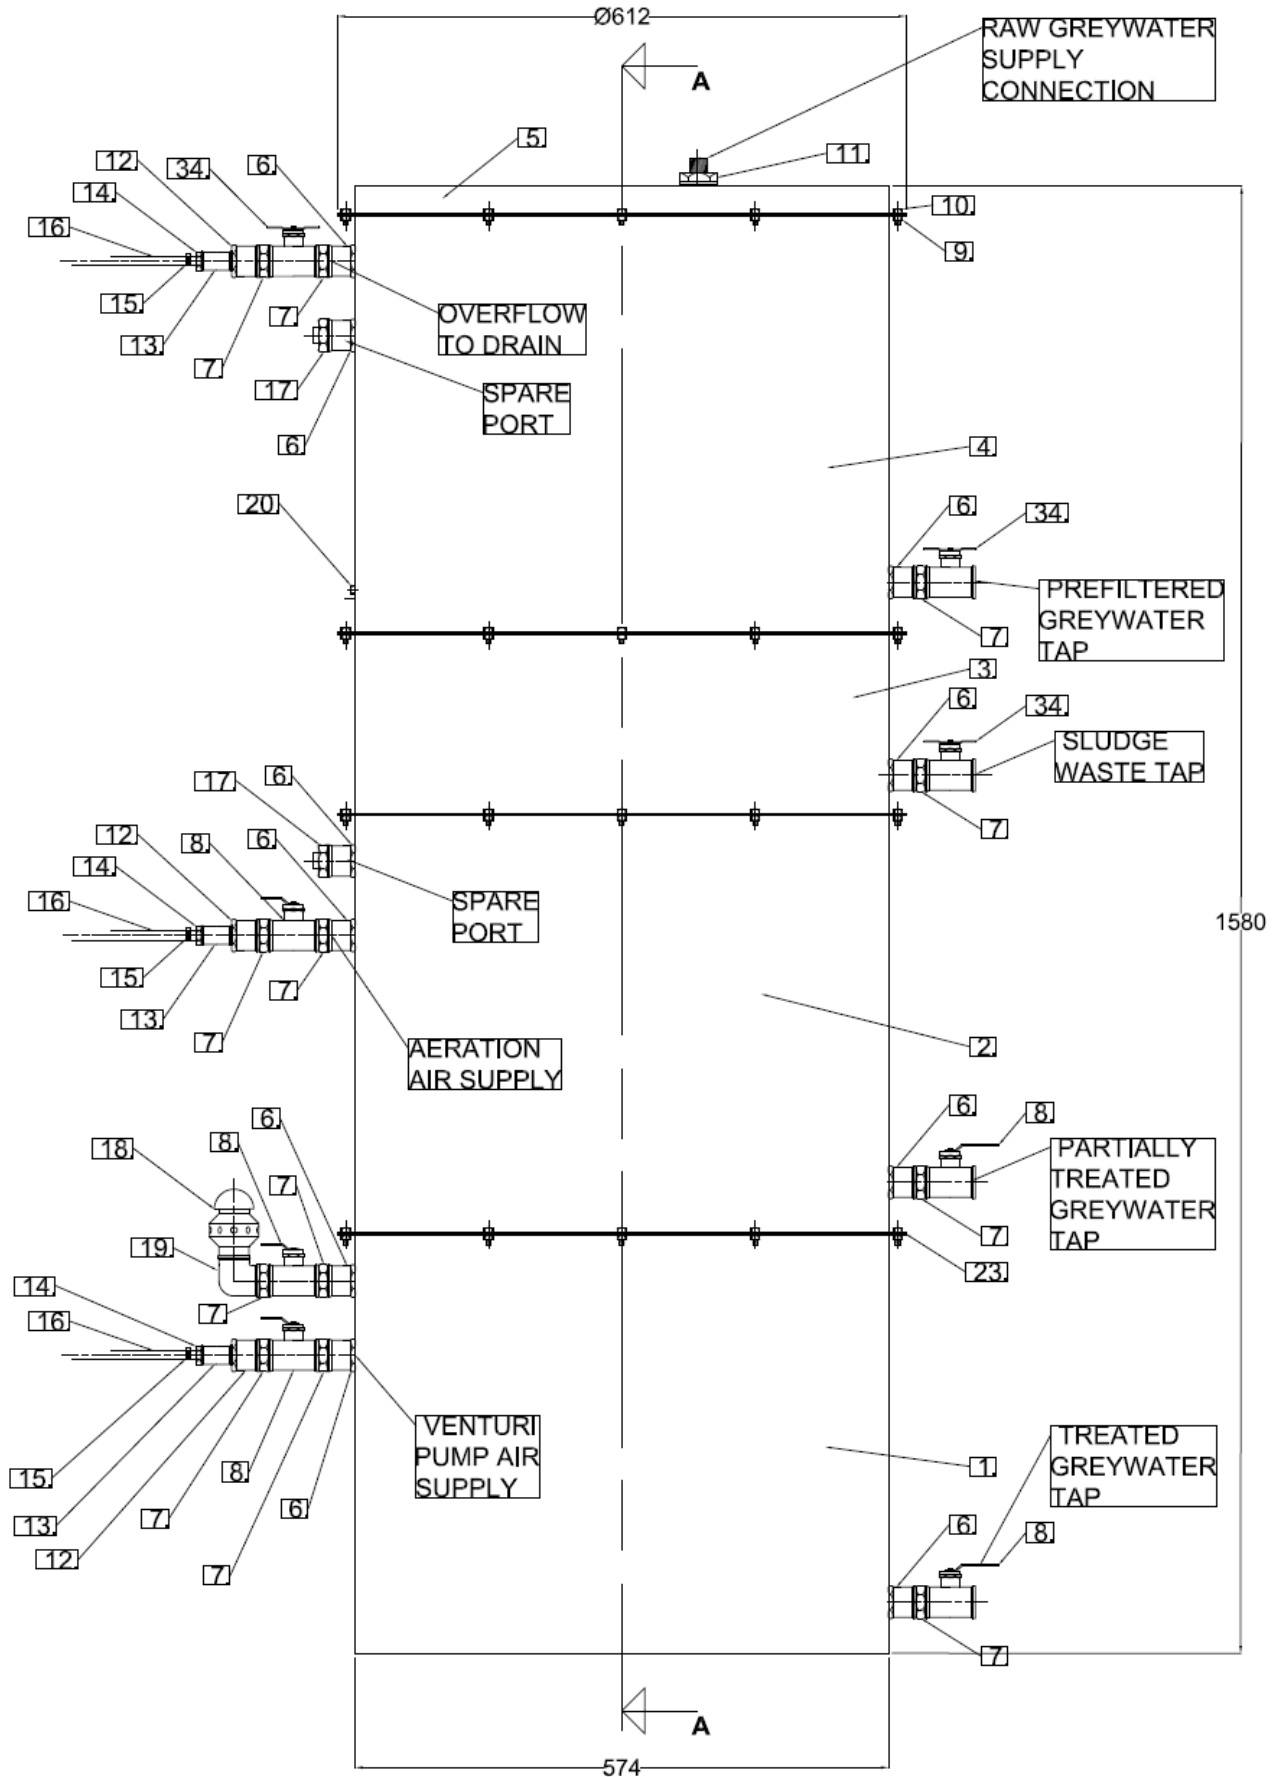 Ø612
RAW GREYWATER
SUPPLY
CONNECTION
A
5.
12.
34.
6.
11.
14.
16.
10.
9.
15.
13.
7.
7.
17.
6.
OVERFLOW
TO DRAIN
SPARE
PORT
4.
20.
6.
34.
PREFILTERED
GREYWATER
TAP
7.
3.
6.
34.
SLUDGE
WASTE TAP
7.
17.
6.
12.
8.
6.
14.
16.
SPARE
PORT
1580
15.
13.
7.
7.
AERATION
AIR SUPPLY
2.
6.
8.
18.
8.
6.
7.
PARTIALLY
TREATED
GREYWATER
TAP
7.
19.
23.
14.
16.
7.
VENTURI
PUMP AIR
SUPPLY
1.
TREATED
GREYWATER
TAP
15.
13.
12.
7.
8.
7.
6.
6.
8.
7.
A
574